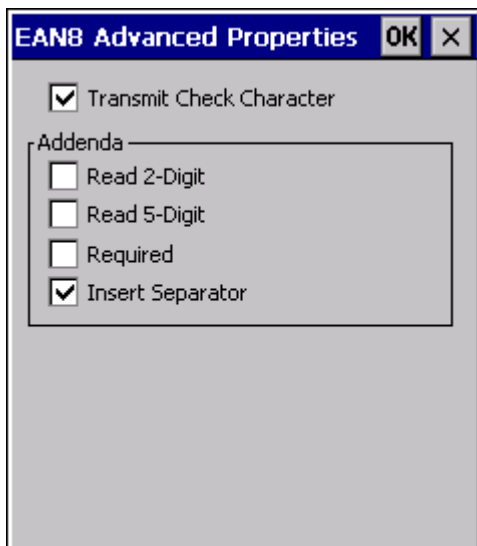 EAN8 Advanced Properties OK ×
Transmit Check Character
Addenda
Read 2-Digit
Read 5-Digit
Required
Insert Separator